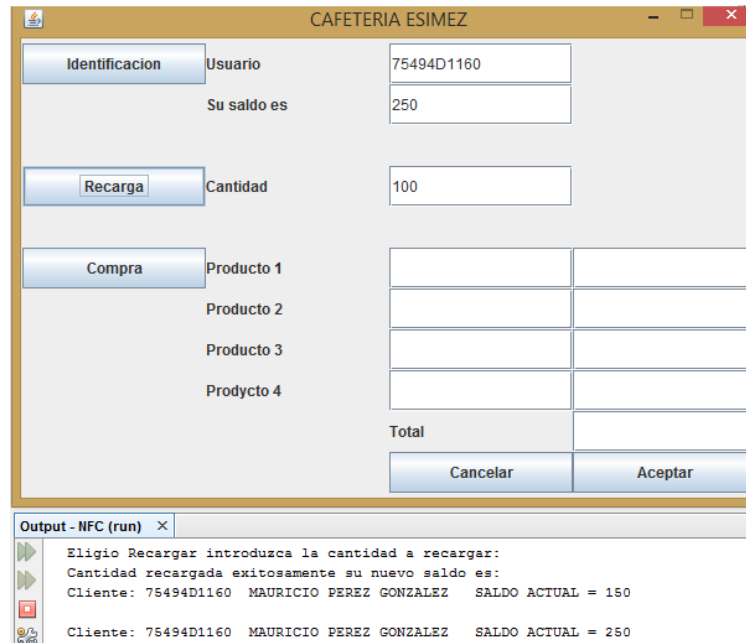 CAFETERIA ESIMEZ
Identificacion Usuario 75494D1160
Su saldo es 250
Recarga Cantidad 100
Compra Producto 1
Producto 2
Producto 3
Prodycto 4
Total
Cancelar Aceptar
Output - NFC (run)
Eligio Recargar introduzca la cantidad a recargar:
Cantidad recargada exitosamente su nuevo saldo es:
Cliente: 75494D1160 MAURICIO PEREZ GONZALEZ SALDO ACTUAL = 150
Cliente: 75494D1160 MAURICIO PEREZ GONZALEZ SALDO ACTUAL = 250